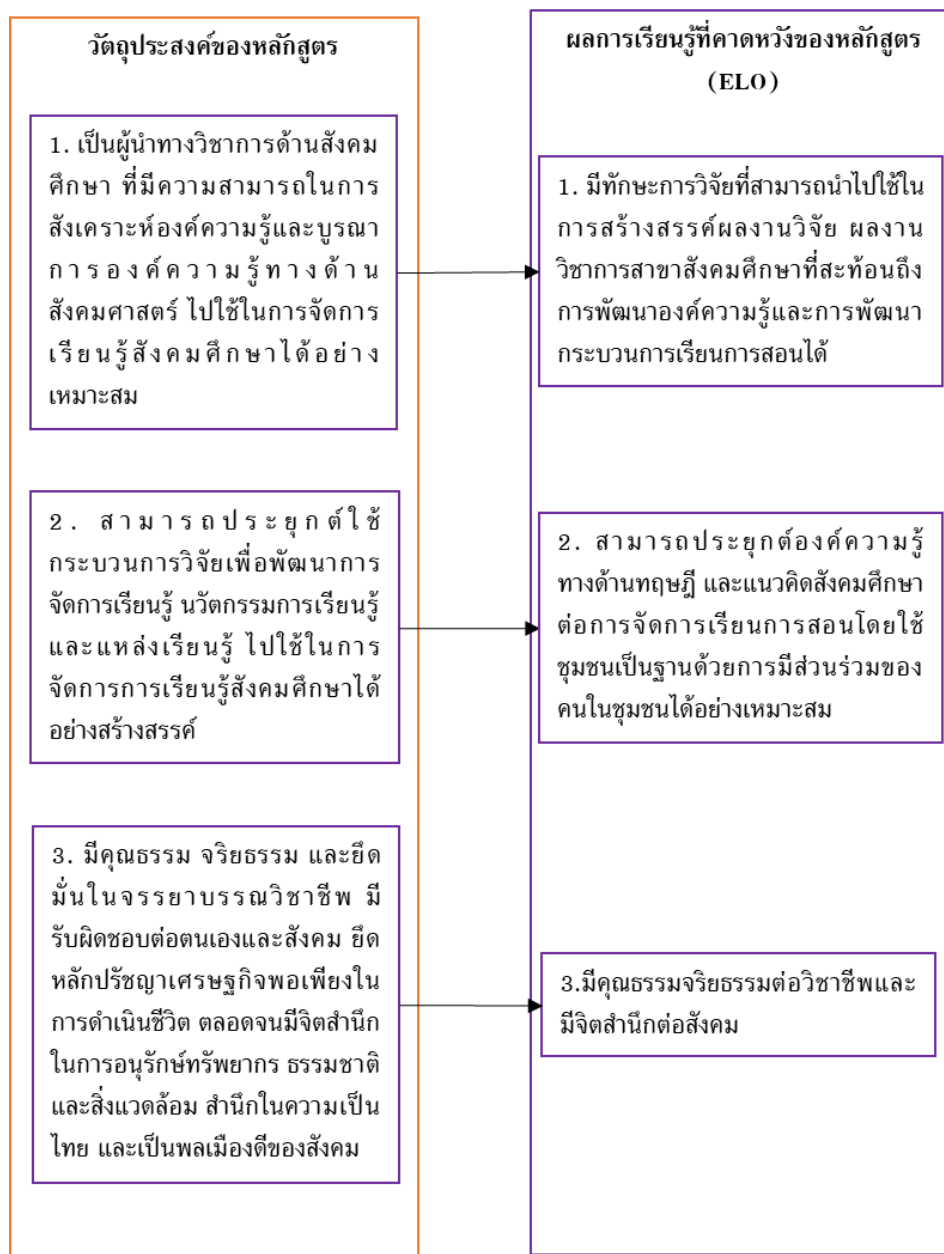 วัตถุประสงค์ของหลักสูตร
1. เป็นผู้นำทางวิชาการด้านสังคม
ศึกษา ที่มีความสามารถในการ
สังเคราะห์องค์ความรู้และบูรณา
การองค์ความรู้ทางด้าน
สังคมศาสตร์ ไปใช้ในการจัดการ
เรียนรู้สังคมศึกษาได้อย่าง
เหมาะสม
2. สามารถประยุกต์ใช้
กระบวนการวิจัยเพื่อพัฒนาการ
จัดการเรียนรู้ นวัตกรรมการเรียนรู้
และแหล่งเรียนรู้ ไปใช้ในการ
จัดการการเรียนรู้สังคมศึกษาได้
อย่างสร้างสรรค์
3. มีคุณธรรม จริยธรรม และยึด
มั่นในจรรยาบรรณวิชาชีพ มี
รับผิดชอบต่อตนเองและสังคม ยึด
หลักปรัชญาเศรษฐกิจพอเพียงใน
การดำเนินชีวิต ตลอดจนมีจิตสำนึก
ในการอนุรักษ์ทรัพยากร ธรรมชาติ
และสิ่งแวดล้อม สำนึกในความเป็น
ไทย และเป็นพลเมืองดีของสังคม
ผลการเรียนรู้ที่คาดหวังของหลักสูตร
(ELO)
1. มีทักษะการวิจัยที่สามารถนำไปใช้ใน
การสร้างสรรค์ผลงานวิจัย ผลงาน
วิชาการสาขาสังคมศึกษาที่สะท้อนถึง
การพัฒนาองค์ความรู้และการพัฒนา
กระบวนการเรียนการสอนได้
2. สามารถประยุกต์องค์ความรู้
ทางด้านทฤษฎี และแนวคิดสังคมศึกษา
ต่อการจัดการเรียนการสอนโดยใช้
ชุมชนเป็นฐานด้วยการมีส่วนร่วมของ
คนในชุมชนได้อย่างเหมาะสม
3.มีคุณธรรมจริยธรรมต่อวิชาชีพและ
มีจิตสำนึกต่อสังคม